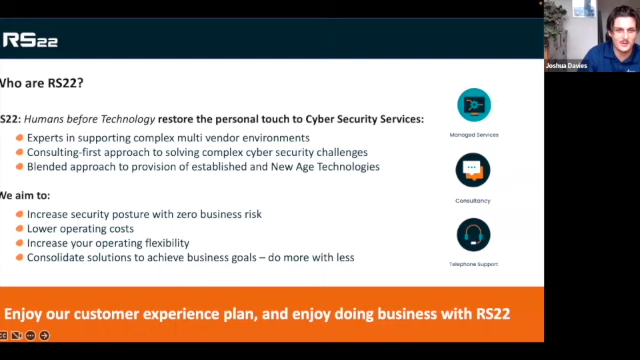 RS22
Who are RS22?
S22: Humans before Technology restore the personal touch to Cyber Security Services:
Experts in supporting complex multi vendor environments
Consulting-first approach to solving complex cyber security challenges
Blended approach to provision of established and New Age Technologies
We aim to:
Increase security posture with zero business risk
Lower operating costs
Increase your operating flexibility
Consolidate solutions to achieve business goals – do more with less
Managed Services
Consultancy
Telephone Support
Enjoy our customer experience plan, and enjoy doing business with RS22
Joshua Davies